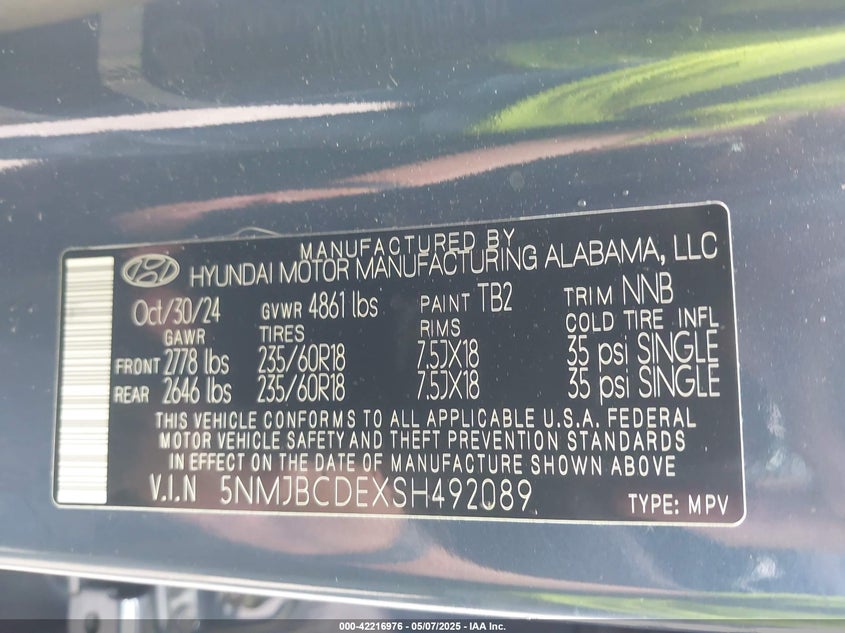 MANUFACTURED BY
HYUNDAI MOTOR MANUFACTURING ALABAMA, LLC
Oct/30/24 GVWR 4861 lbs PAINT TB2 TRIM NNB
GAWR TIRES RIMS COLD TIRE INFL
FRONT 2778 lbs 235/60R18 7.5JX18 35 psi SINGLE
REAR 2646 lbs 235/60R18 7.5JX18 35 psi SINGLE
THIS VEHICLE CONFORMS TO ALL APPLICABLE U.S.A. FEDERAL
MOTOR VEHICLE SAFETY AND THEFT PREVENTION STANDARDS
IN EFFECT ON THE DATE OF MANUFACTURE SHOWN ABOVE.
V.I.N 5NMJBCDEXSH492089 TYPE: MPV
000-42216976 - 05/07/2025 - IAA Inc.